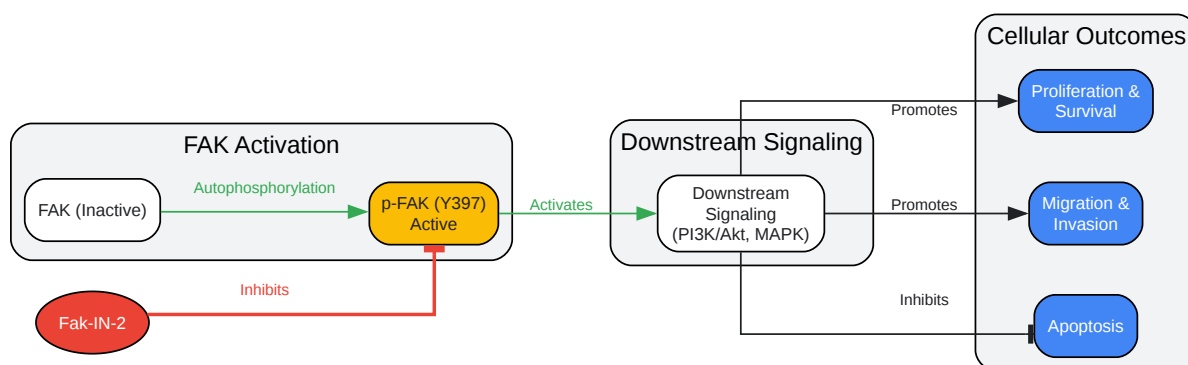 Cellular Outcomes
Proliferation &
Survival
Promotes
FAK Activation
Downstream Signaling
Autophosphorylation
FAK (Inactive)
p-FAK (Y397)
Active
Activates
Downstream
Signaling
(PI3K/Akt, MAPK)
Promotes
Migration &
Invasion
Inhibits
Fak-IN-2
Inhibits
Apoptosis